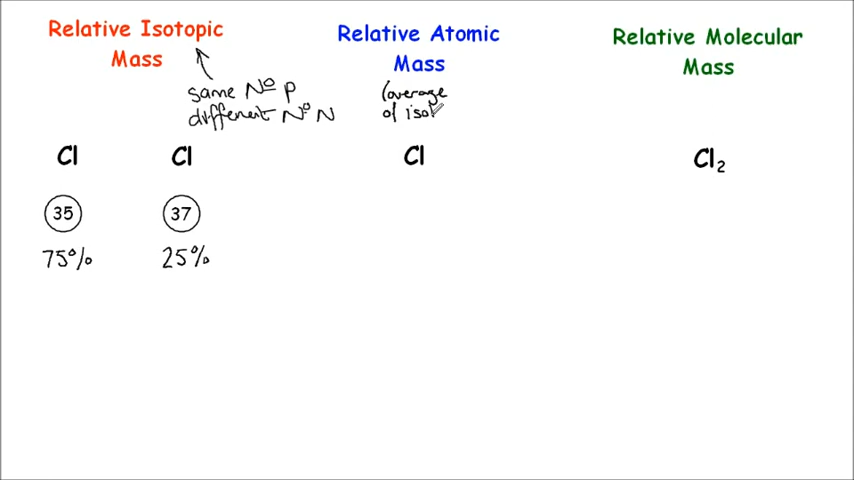 Relative Isotopic
Mass
same No p
different No N
Relative Atomic
Mass
(average
of isot
Relative Molecular
Mass
Cl Cl Cl Cl₂
35 37
75% 25%